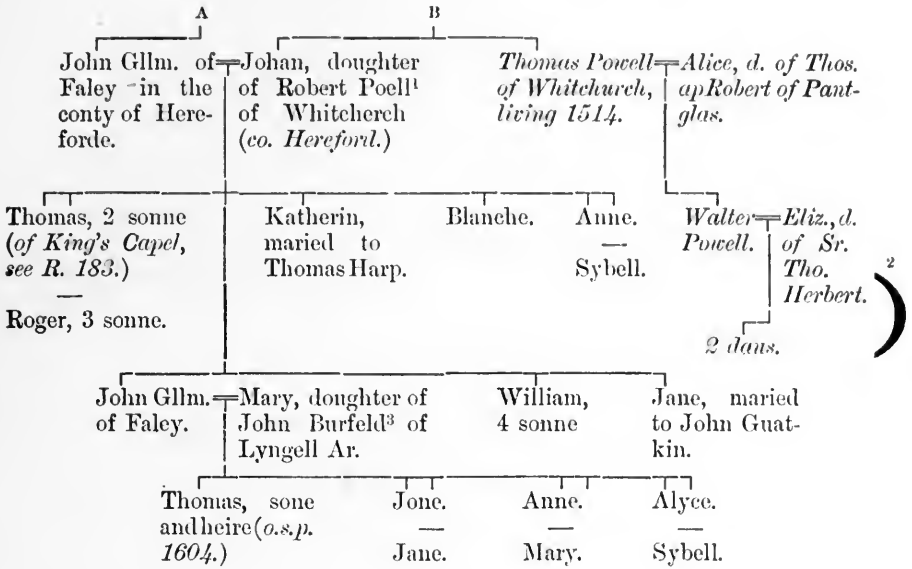 A
B
John Gllm. of
Faley in the
conty of Here-
forde.
Johan, doughter
of Robert Poell¹
of Whitcherch
(co. Hereford.)
Thomas Powell
of Whitchurch,
living 1514.
Alice, d. of Thos.
ap Robert of Pant-
glas.
Thomas, 2 sonne
(of King's Capel,
see R. 183.)
—
Roger, 3 sonne.
Katherin,
maried to
Thomas Harp.
Blanche.
Anne.
—
Sybell.
Walter
Powell.
Eliz., d.
of Sr.
Tho.
Herbert.
2
2 daus.
John Gllm.
of Faley.
Mary, doughter of
John Burfeld³ of
Lyngell Ar.
William,
4 sonne
Jane, maried
to John Guat-
kin.
Thomas, sone
and heire (o.s.p.
1604.)
Jone.
—
Jane.
Anne.
—
Mary.
Alyce.
—
Sybell.